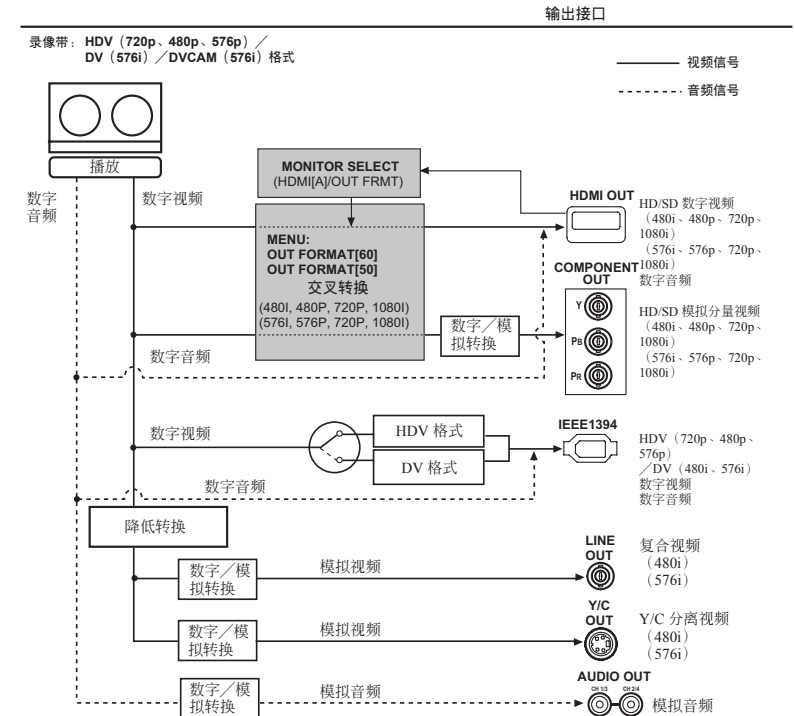 输出接口
录像带：HDV（720p、480p、576p）／
DV（576i）／DVCAM（576i）格式
视频信号
音频信号
播放
数字
音频
数字视频
MONITOR SELECT
(HDMI[A]/OUT FRMT)
MENU:
OUT FORMAT[60]
OUT FORMAT[50]
交叉转换
(480I, 480P, 720P, 1080I)
(576I, 576P, 720P, 1080I)
HDMI OUT
HD/SD 数字视频
（480i、480p、720p、
1080i）
（576i、576p、720p、
1080i）
数字音频
COMPONENT
OUT
Y
PB
PR
数字／模
拟转换
HD/SD 模拟分量视频
（480i、480p、720p、
1080i）
（576i、576p、720p、
1080i）
数字音频
数字视频
HDV 格式
DV 格式
IEEE1394
HDV（720p、480p、
576p）
／DV（480i、576i）
数字视频
数字音频
数字音频
降低转换
数字／模
拟转换
模拟视频
LINE
OUT
复合视频
（480i）
（576i）
数字／模
拟转换
模拟视频
Y/C
OUT
Y/C 分离视频
（480i）
（576i）
数字／模
拟转换
模拟音频
AUDIO OUT
CH 1/3 CH 2/4
模拟音频